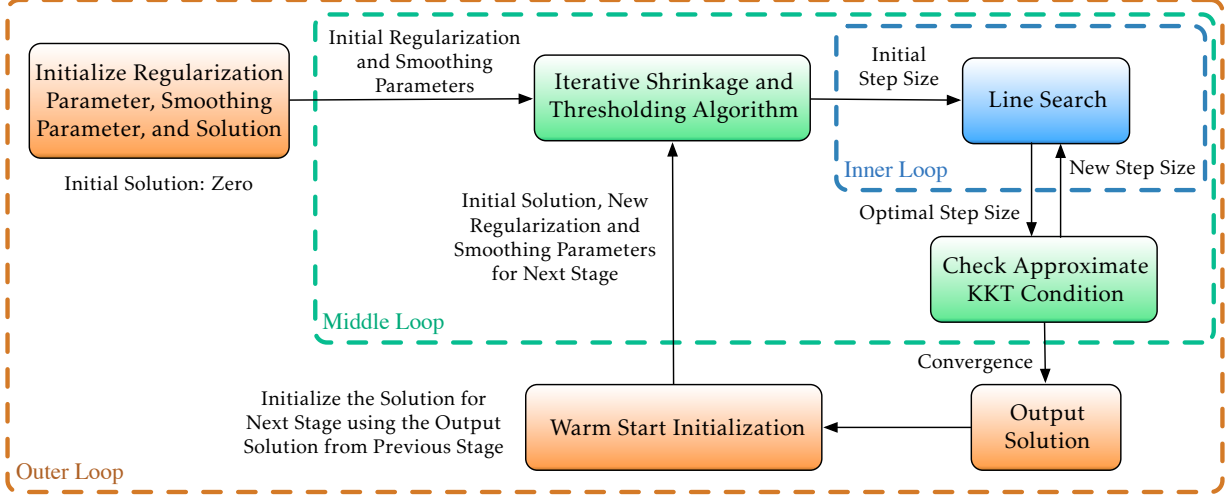 Initialize Regularization
Parameter, Smoothing
Parameter, and Solution
Initial Solution: Zero
Initial Regularization
and Smoothing
Parameters
Iterative Shrinkage and
Thresholding Algorithm
Initial
Step Size
Line Search
Inner Loop
New Step Size
Optimal Step Size
Check Approximate
KKT Condition
Initial Solution, New
Regularization and
Smoothing Parameters
for Next Stage
Middle Loop
Convergence
Initialize the Solution for
Next Stage using the Output
Solution from Previous Stage
Warm Start Initialization
Output
Solution
Outer Loop